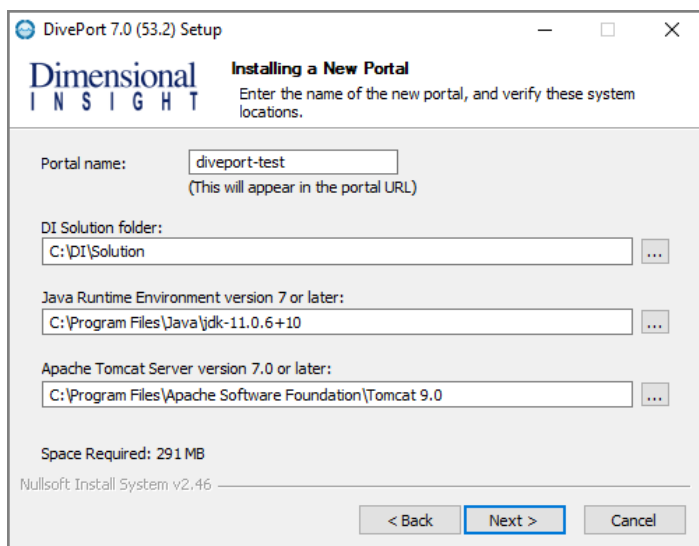 DivePort 7.0 (53.2) Setup
Dimensional
INSIGHT
Installing a New Portal
Enter the name of the new portal, and verify these system
locations.
Portal name:
diveport-test
(This will appear in the portal URL)
DI Solution folder:
C:\DI\Solution
...
Java Runtime Environment version 7 or later:
C:\Program Files\Java\jdk-11.0.6+10
...
Apache Tomcat Server version 7.0 or later:
C:\Program Files\Apache Software Foundation\Tomcat 9.0
...
Space Required: 291 MB
Nullsoft Install System v2.46
< Back
Next >
Cancel